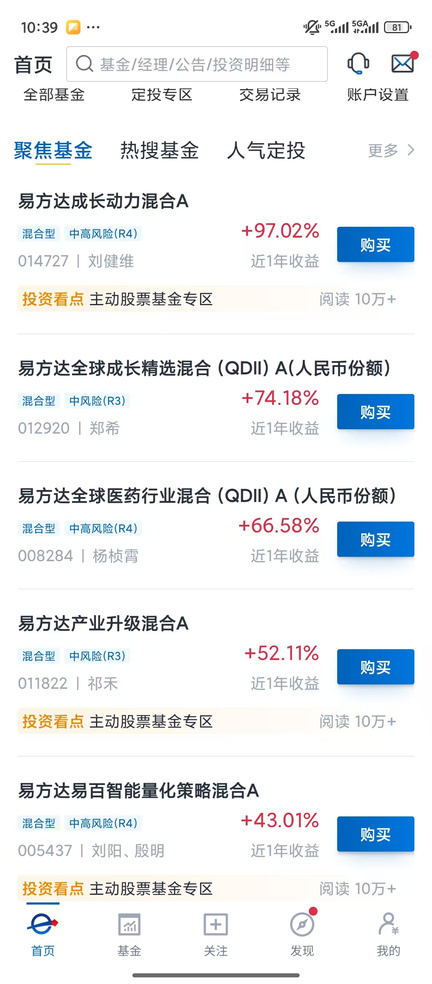 10:39 ... 5G 5GA 81
首页 基金/经理/公告/投资明细等
全部基金 定投专区 交易记录 账户设置
聚焦基金 热搜基金 人气定投 更多
易方达成长动力混合A
混合型 中高风险(R4) +97.02% 购买
014727 | 刘健维 近1年收益
投资看点 主动股票基金专区 阅读 10万+
易方达全球成长精选混合（QDII）A(人民币份额）
混合型 中风险(R3) +74.18% 购买
012920 | 郑希 近1年收益
易方达全球医药行业混合（QDII）A（人民币份额）
混合型 中高风险(R4) +66.58% 购买
008284 | 杨桢霄 近1年收益
易方达产业升级混合A
混合型 中风险(R3) +52.11% 购买
011822 | 祁禾 近1年收益
投资看点 主动股票基金专区 阅读 10万+
易方达易百智能量化策略混合A
混合型 中高风险(R4) +43.01% 购买
005437 | 刘阳、殷明 近1年收益
投资看点 主动股票基金专区 阅读 10万+
首页 基金 关注 发现 我的